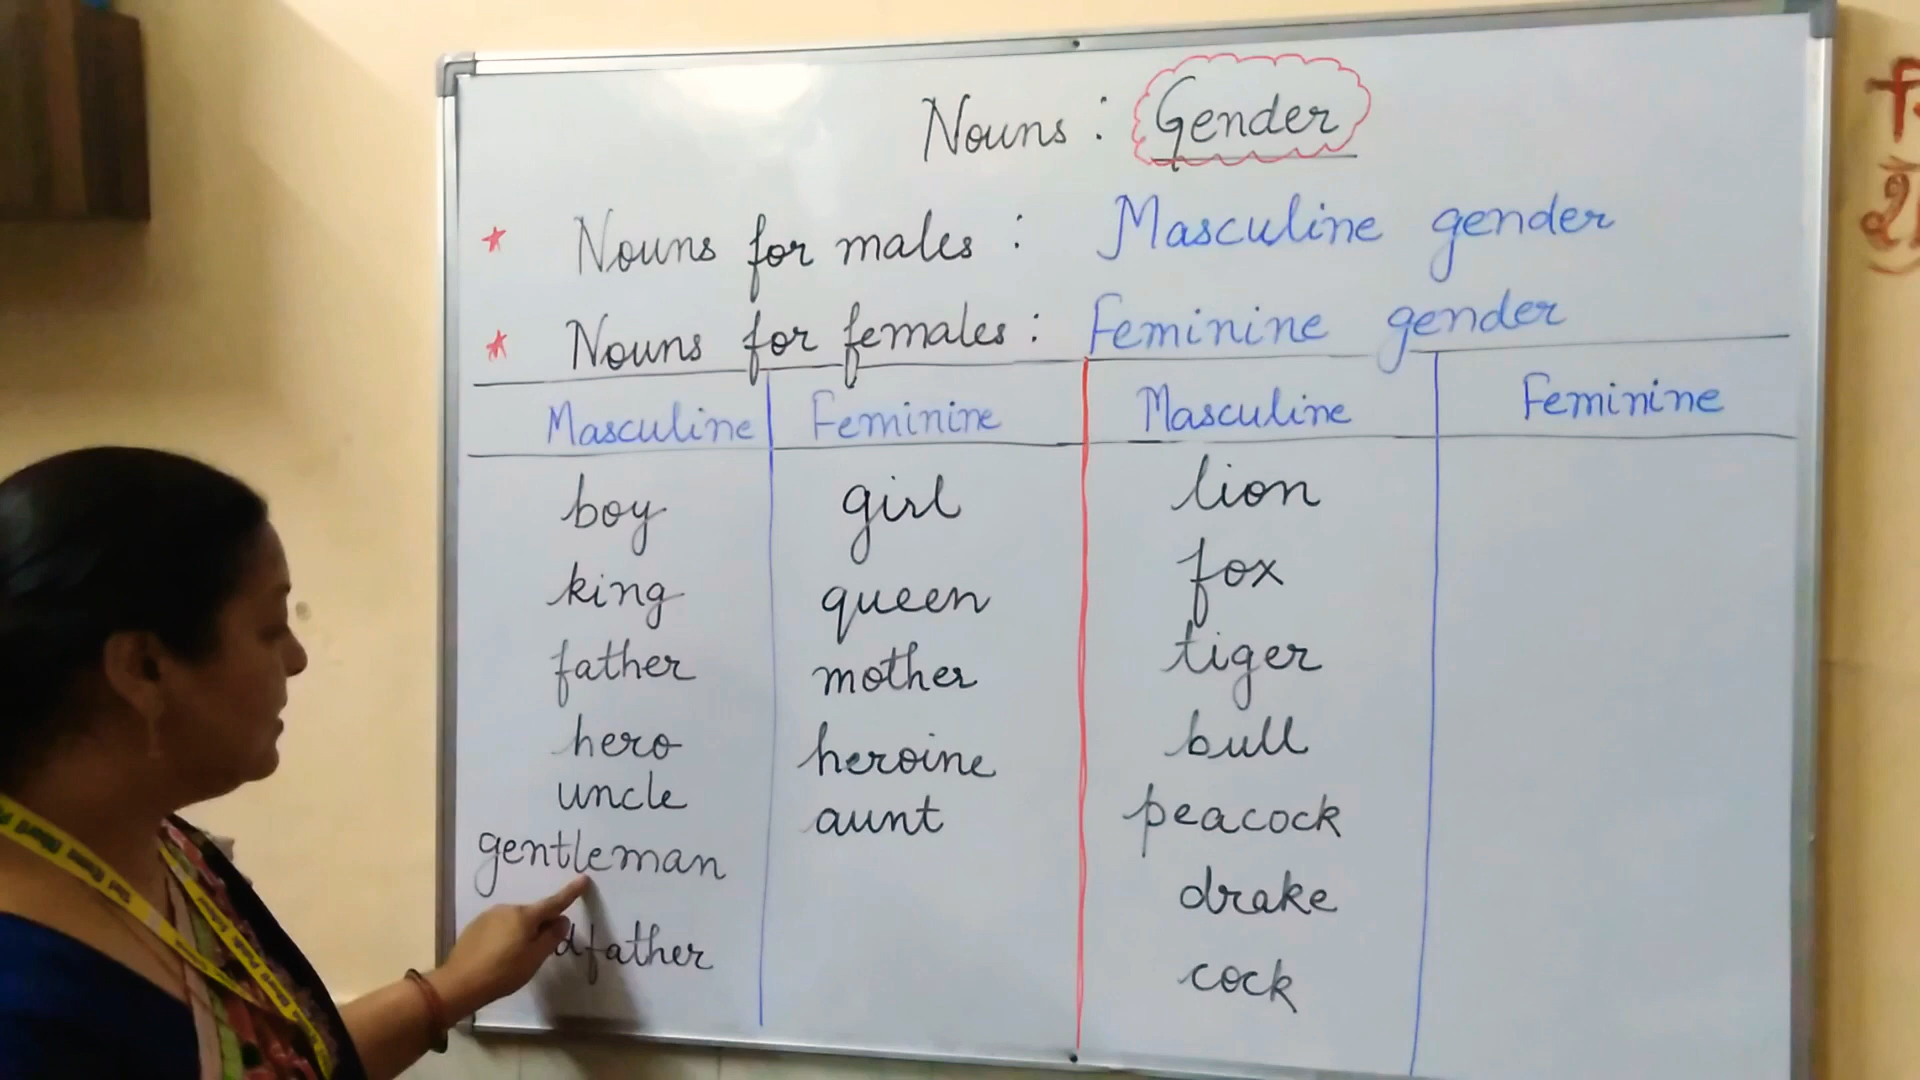 Nouns : Gender
* Nouns for males : Masculine gender
* Nouns for females : Feminine gender
Masculine Feminine Masculine Feminine
boy girl lion
king queen fox
father mother tiger
hero heroine bull
uncle aunt peacock
gentleman drake
dfather cock